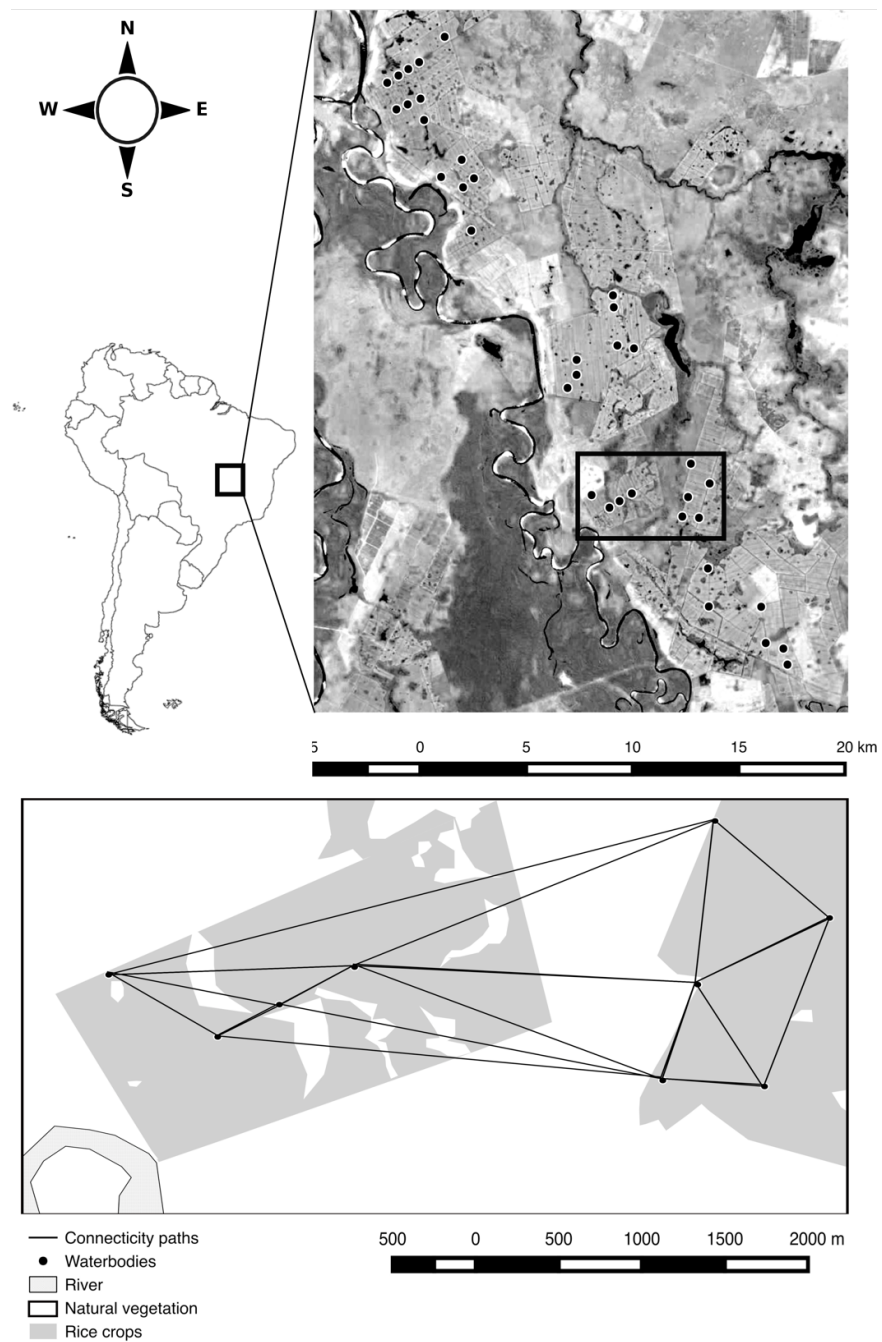 N
W E
S
5 0 5 10 15 20 km
500 0 500 1000 1500 2000 m
Connecticity paths
Waterbodies
River
Natural vegetation
Rice crops